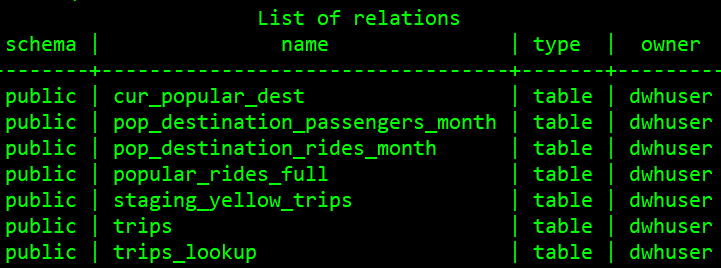 List of relations
schema | name | type | owner
--------+-----------------------------------+-------+---------
public | cur_popular_dest | table | dwhuser
public | pop_destination_passengers_month | table | dwhuser
public | pop_destination_rides_month | table | dwhuser
public | popular_rides_full | table | dwhuser
public | staging_yellow_trips | table | dwhuser
public | trips | table | dwhuser
public | trips_lookup | table | dwhuser